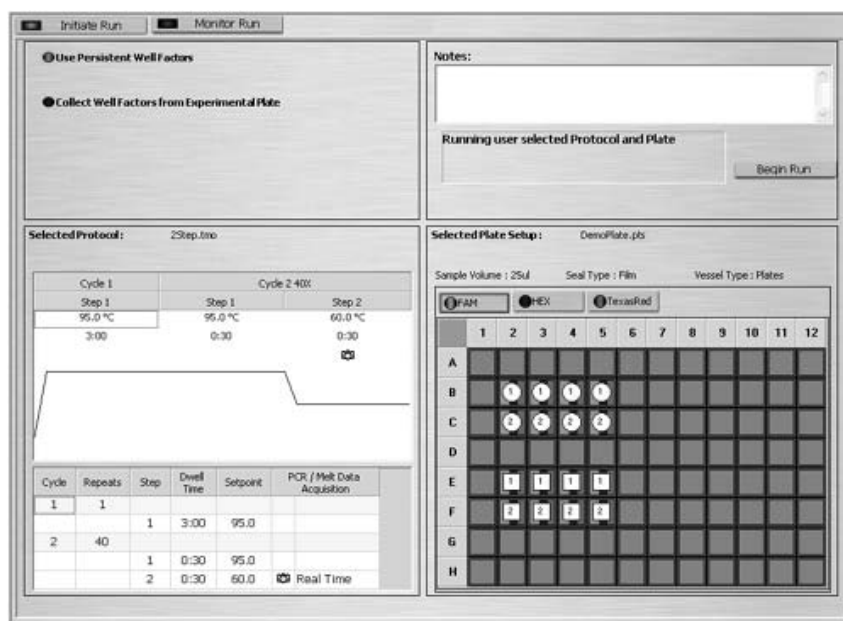 Initiate Run
Monitor Run
Use Persistent Well Factors
Collect Well Factors from Experimental Plate
Notes:
Running user selected Protocol and Plate
Begin Run
Selected Protocol: 2Step.tmo
Cycle 1 Cycle 2 40X
Step 1 Step 1 Step 2
95.0 °C 95.0 °C 60.0 °C
3:00 0:30 0:30
Cycle Repeats Step Dwell Time Setpoint PCR / Melt Data Acquisition
1 1
1 3:00 95.0
2 40
1 0:30 95.0
2 0:30 60.0 Real Time
Selected Plate Setup: DemoPlate.pts
Sample Volume : 25ul Seal Type : Film Vessel Type : Plates
FAM HEX TexasRed
1 2 3 4 5 6 7 8 9 10 11 12
A
B 1 1 1 1
C 2 2 2 2
D
E 1 1 1 1
F 2 2 2 2
G
H